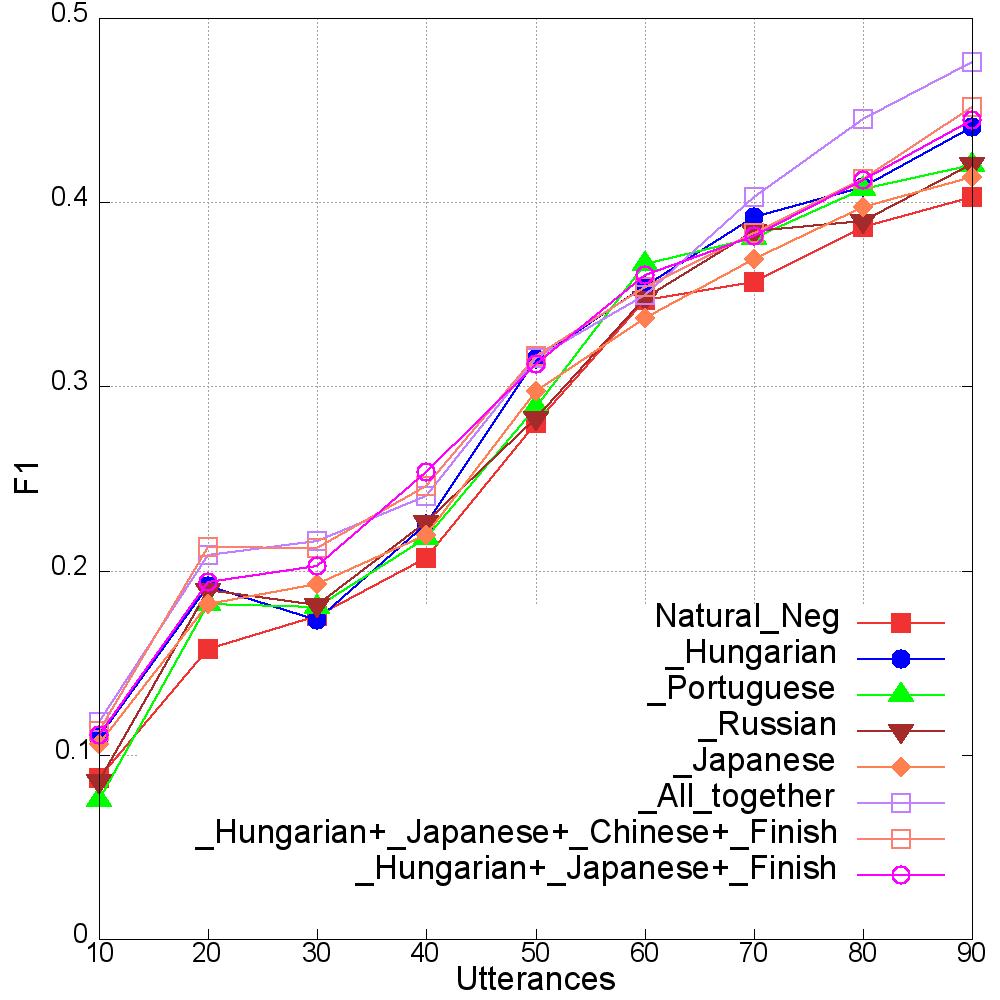 0.5
0.4
0.3
0.2
0.1
0
F1
Natural_Neg
_Hungarian
_Portuguese
_Russian
_Japanese
_All_together
_Hungarian+_Japanese+_Chinese+_Finish
_Hungarian+_Japanese+_Finish
10 20 30 40 50 60 70 80 90
Utterances